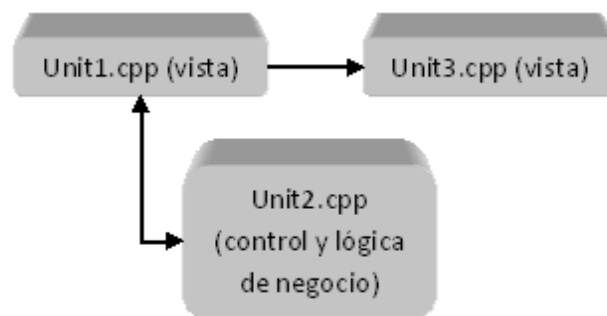 Unit1.cpp (vista)
Unit3.cpp (vista)
Unit2.cpp
(control y lógica
de negocio)